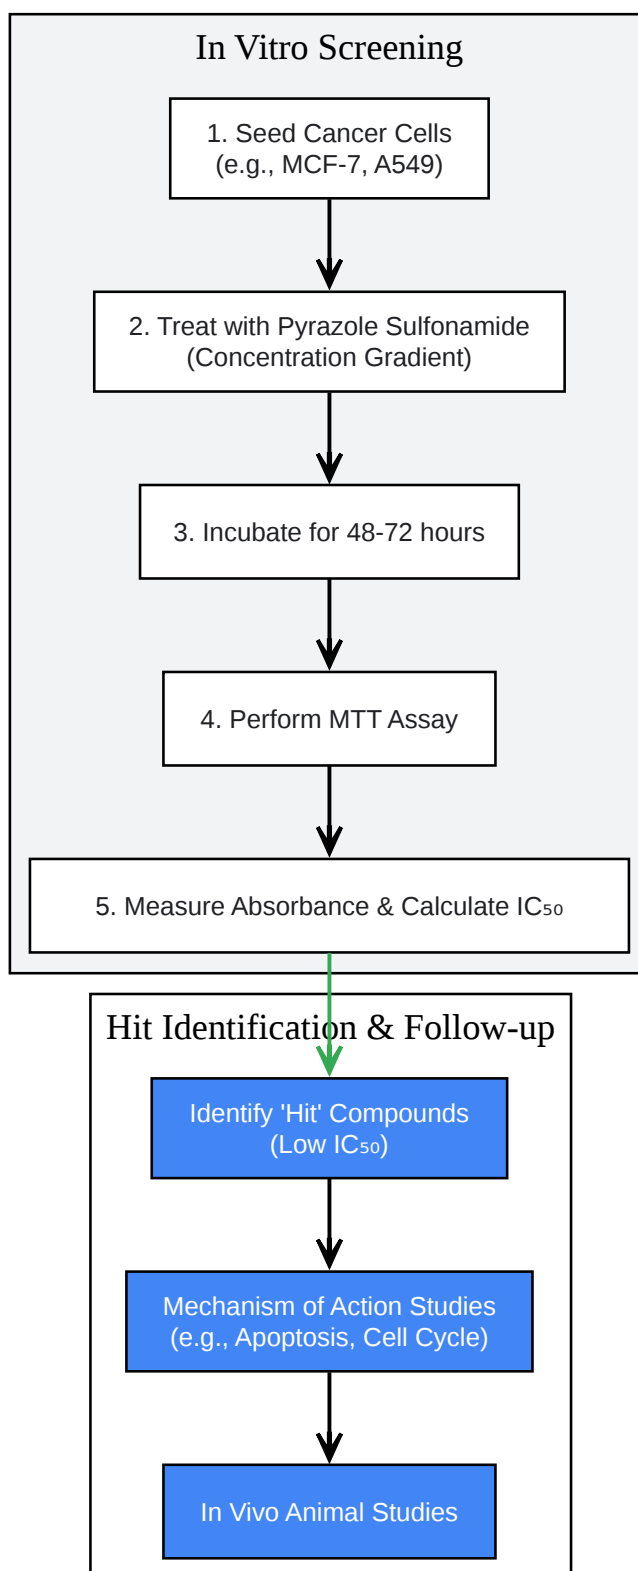 In Vitro Screening
1. Seed Cancer Cells
(e.g., MCF-7, A549)
2. Treat with Pyrazole Sulfonamide
(Concentration Gradient)
3. Incubate for 48-72 hours
4. Perform MTT Assay
5. Measure Absorbance & Calculate IC₅₀
Hit Identification & Follow-up
Identify 'Hit' Compounds
(Low IC₅₀)
Mechanism of Action Studies
(e.g., Apoptosis, Cell Cycle)
In Vivo Animal Studies